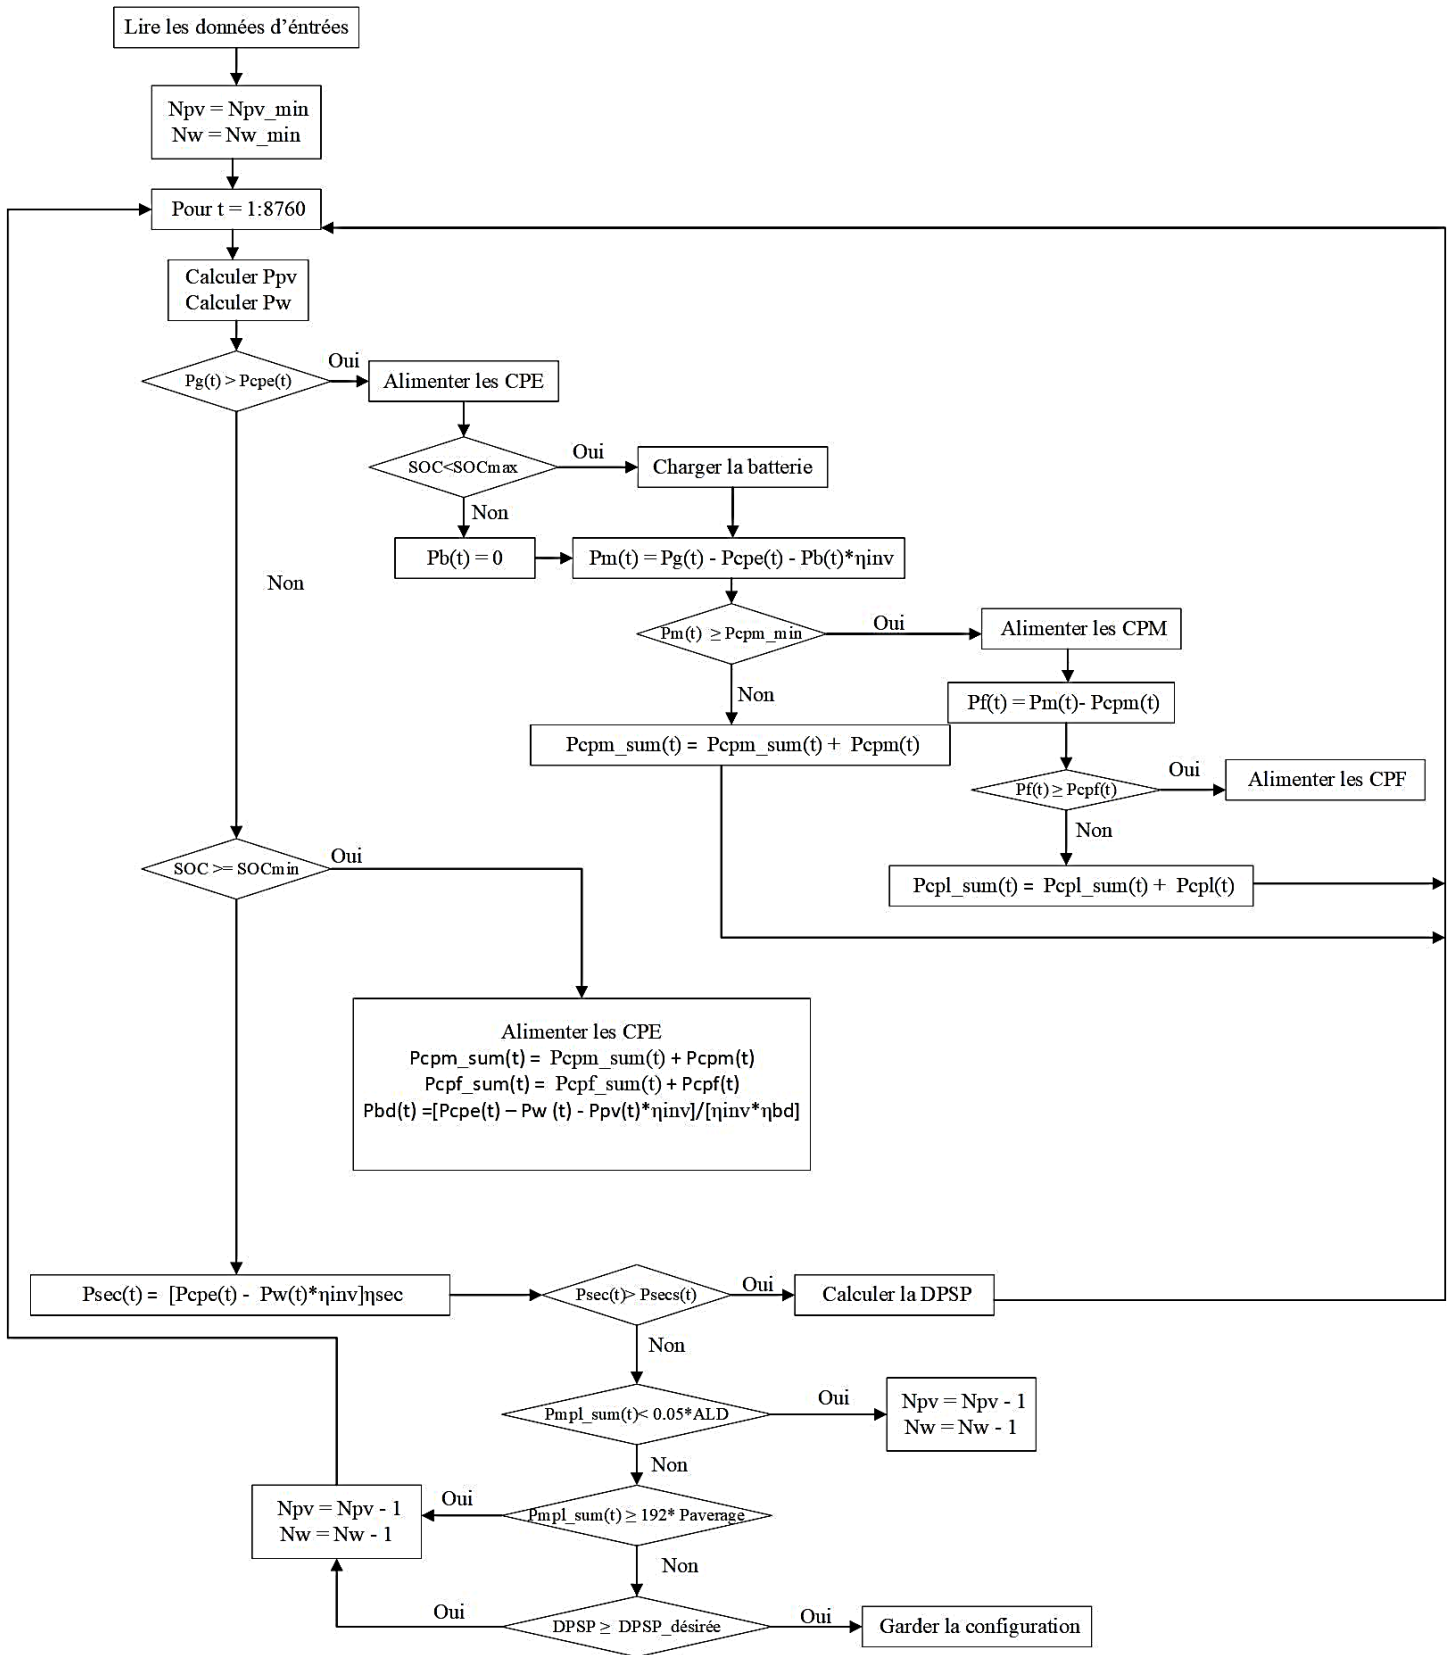 Lire les données d'éntrées
Npv = Npv_min
Nw = Nw_min
Pour t = 1:8760
Calculer Ppv
Calculer Pw
Pg(t) > Pcpe(t)
Oui
Alimenter les CPE
SOC<SOCmax
Oui
Charger la batterie
Non
Pb(t) = 0
Pm(t) = Pg(t) - Pcpe(t) - Pb(t)*ηinv
Non
Pm(t) ≥ Pcpm_min
Oui
Alimenter les CPM
Non
Pf(t) = Pm(t)- Pcpm(t)
Pcpm_sum(t) = Pcpm_sum(t) + Pcpm(t)
Pf(t) ≥ Pcpf(t)
Oui
Alimenter les CPF
Non
Pcpl_sum(t) = Pcpl_sum(t) + Pcpl(t)
SOC >= SOCmin
Oui
Alimenter les CPE
Pcpm_sum(t) = Pcpm_sum(t) + Pcpm(t)
Pcpf_sum(t) = Pcpf_sum(t) + Pcpf(t)
Pbd(t) =[Pcpe(t) – Pw (t) - Ppv(t)*ηinv]/[ηinv*ηbd]
Psec(t) = [Pcpe(t) - Pw(t)*ηinv]ηsec
Psec(t)> Psecs(t)
Oui
Calculer la DPSP
Non
Pmpl_sum(t)< 0.05*ALD
Oui
Npv = Npv - 1
Nw = Nw - 1
Non
Pmpl_sum(t) ≥ 192* Paverage
Oui
Npv = Npv - 1
Nw = Nw - 1
Non
DPSP ≥ DPSP_désirée
Oui
Oui
Garder la configuration